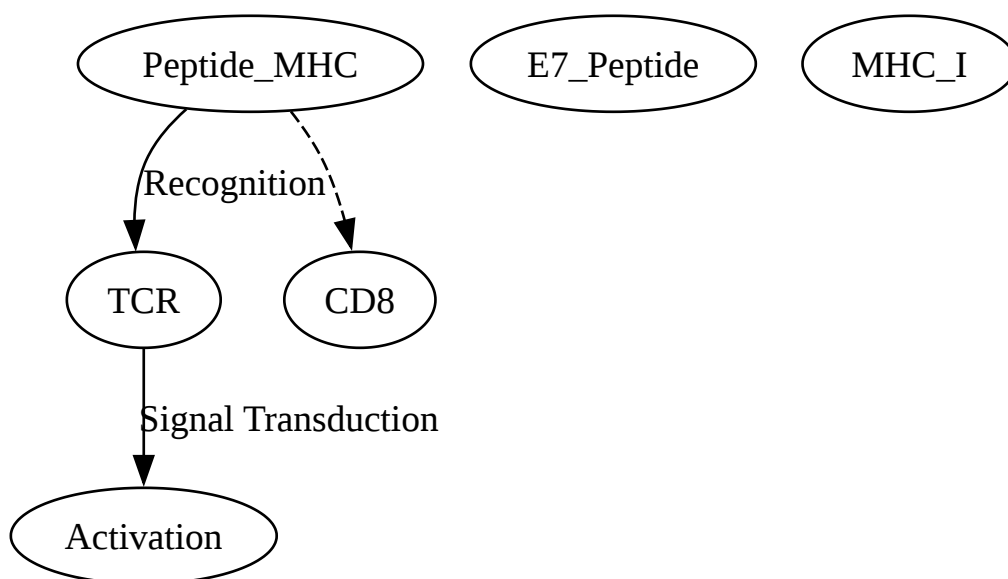 Peptide_MHC
E7_Peptide
MHC_I
Recognition
TCR
CD8
Signal Transduction
Activation